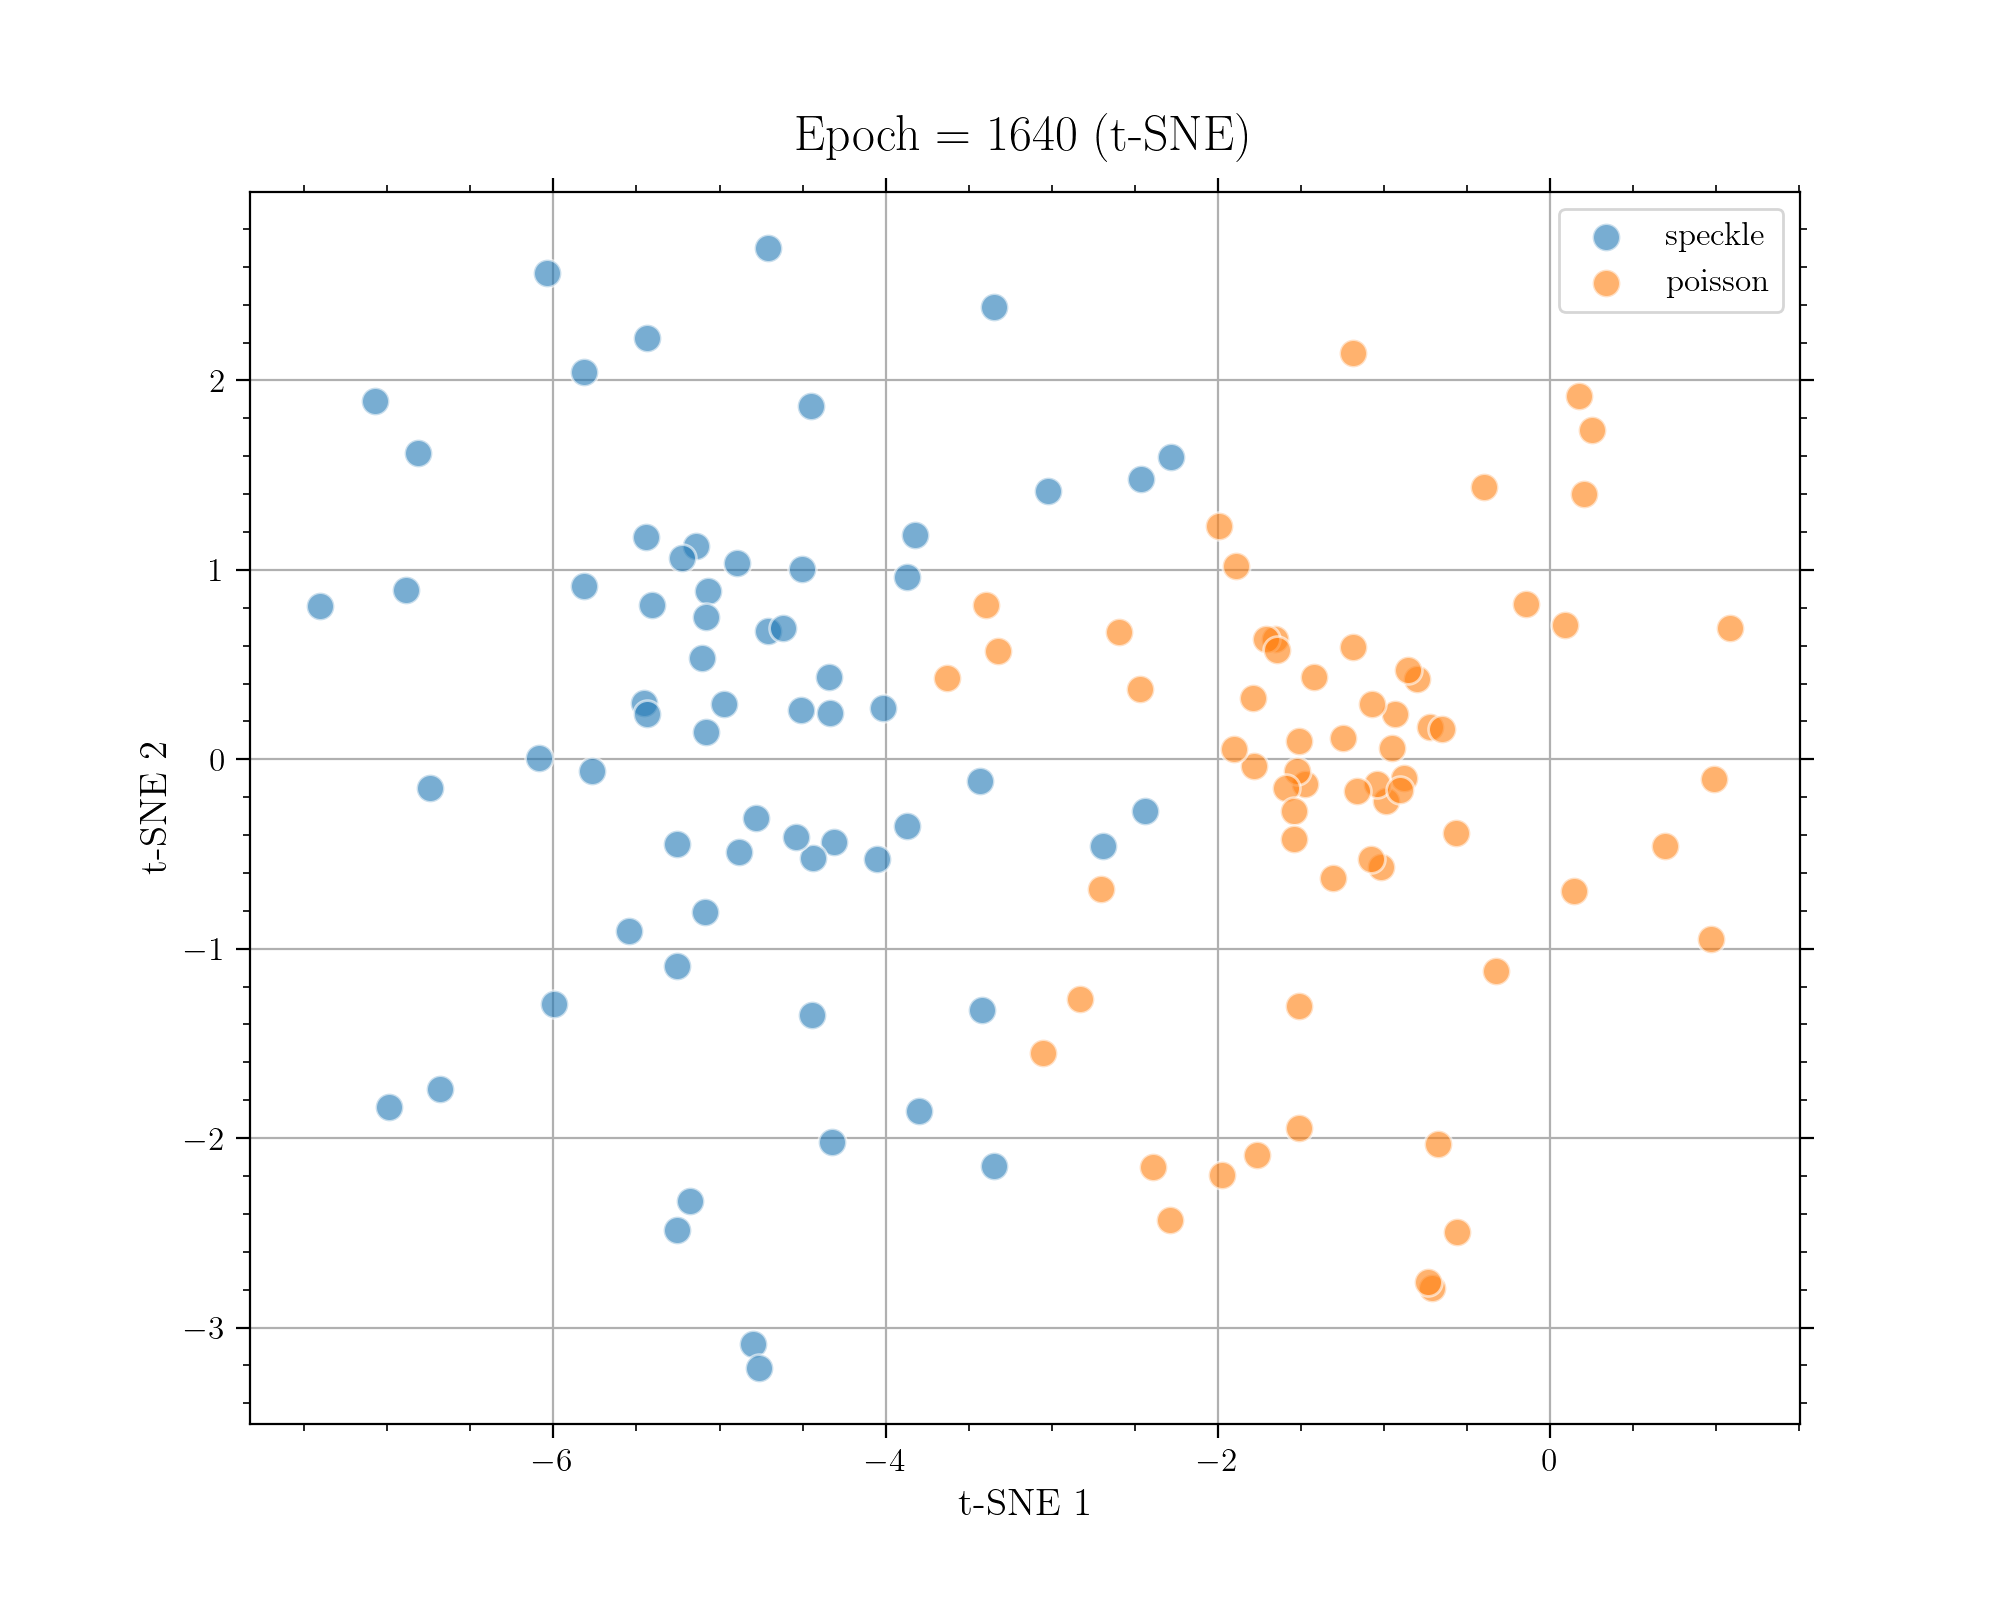 Epoch = 1640 (t-SNE)
speckle
poisson
2
1
0
−1
−2
−3
t-SNE 2
−6
−4
−2
0
t-SNE 1